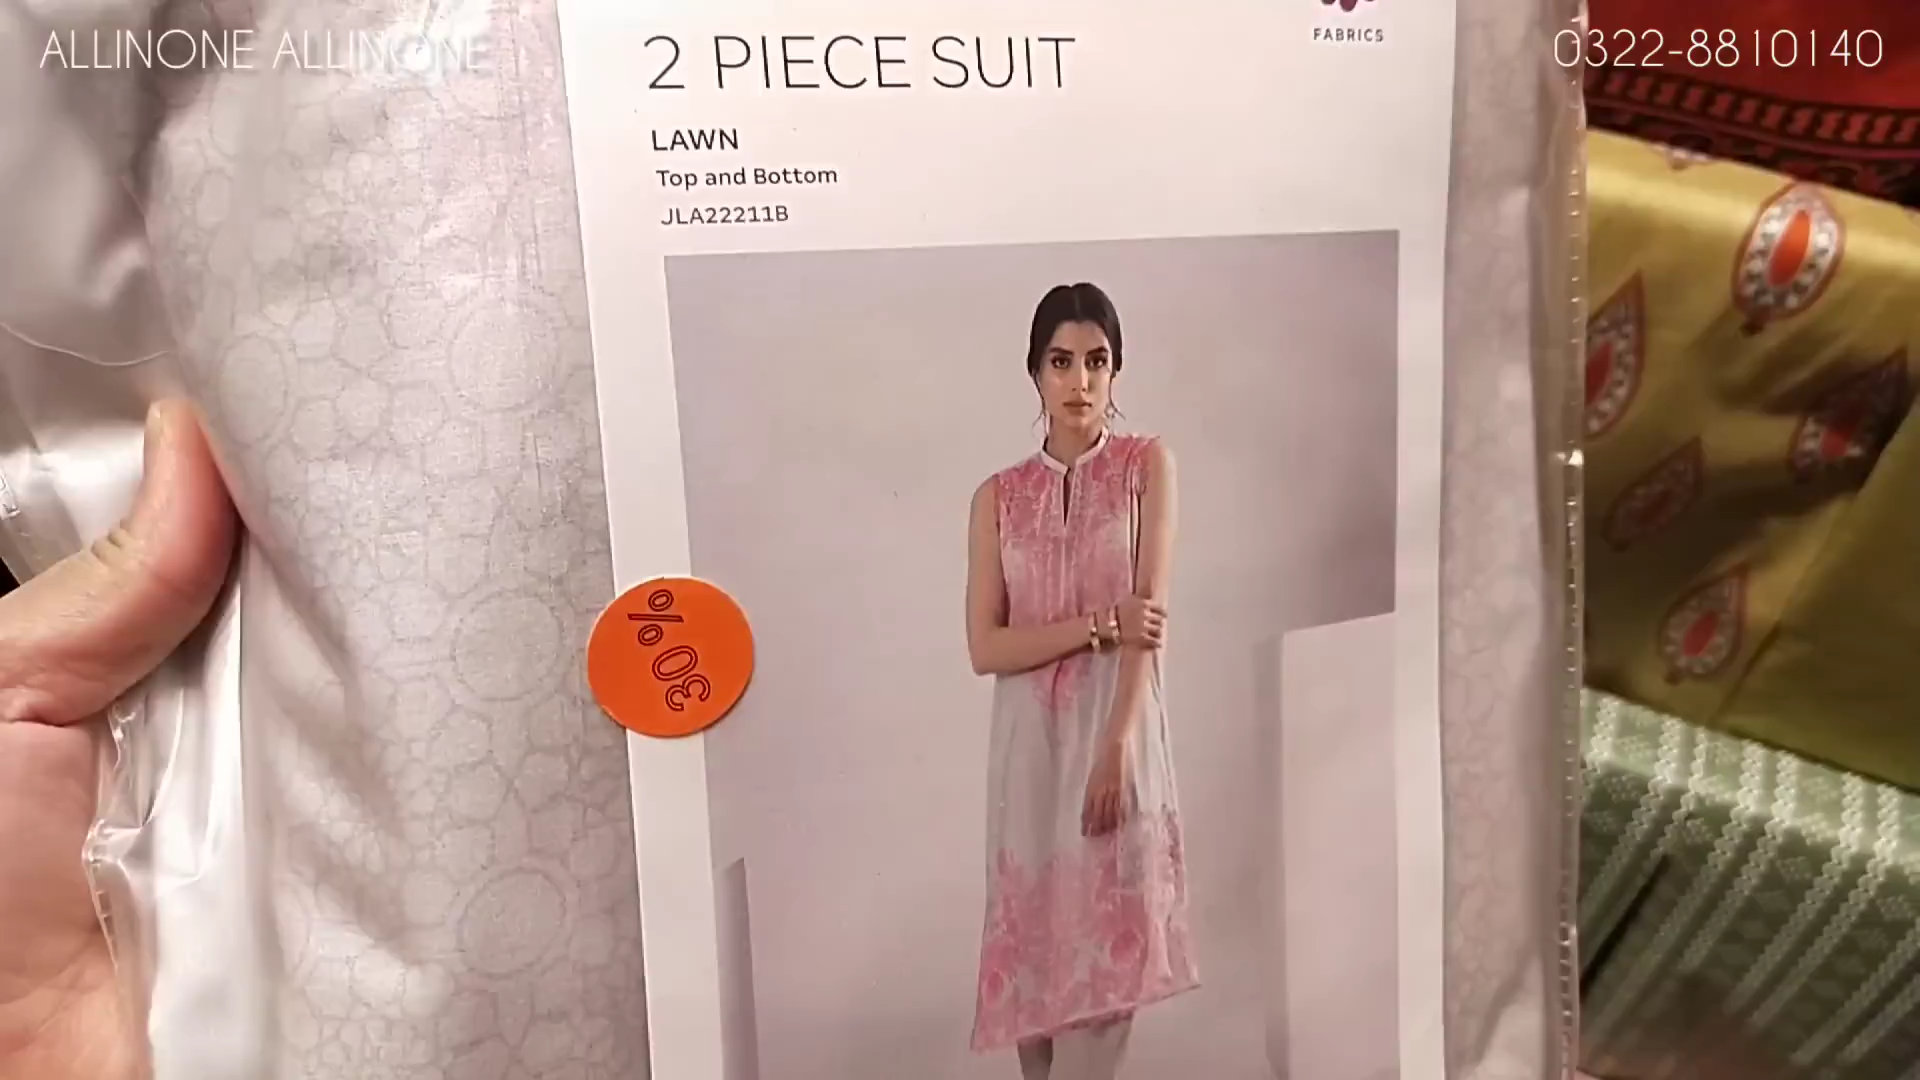 ALLINONE ALLINONE
0322-8810140
FABRICS
2 PIECE SUIT
LAWN
Top and Bottom
JLA22211B
30%